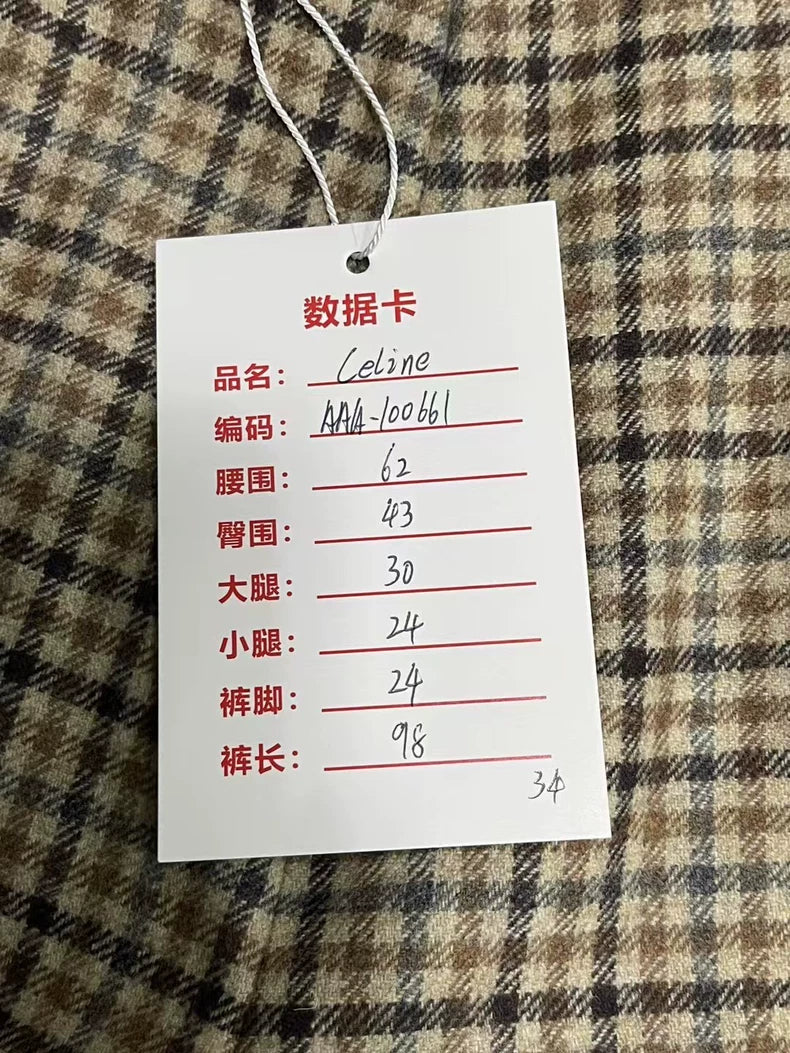 数据卡
品名： Celine
编码： AAA-100661
腰围： 62
臀围： 43
大腿： 30
小腿： 24
裤脚： 24
裤长： 98
34